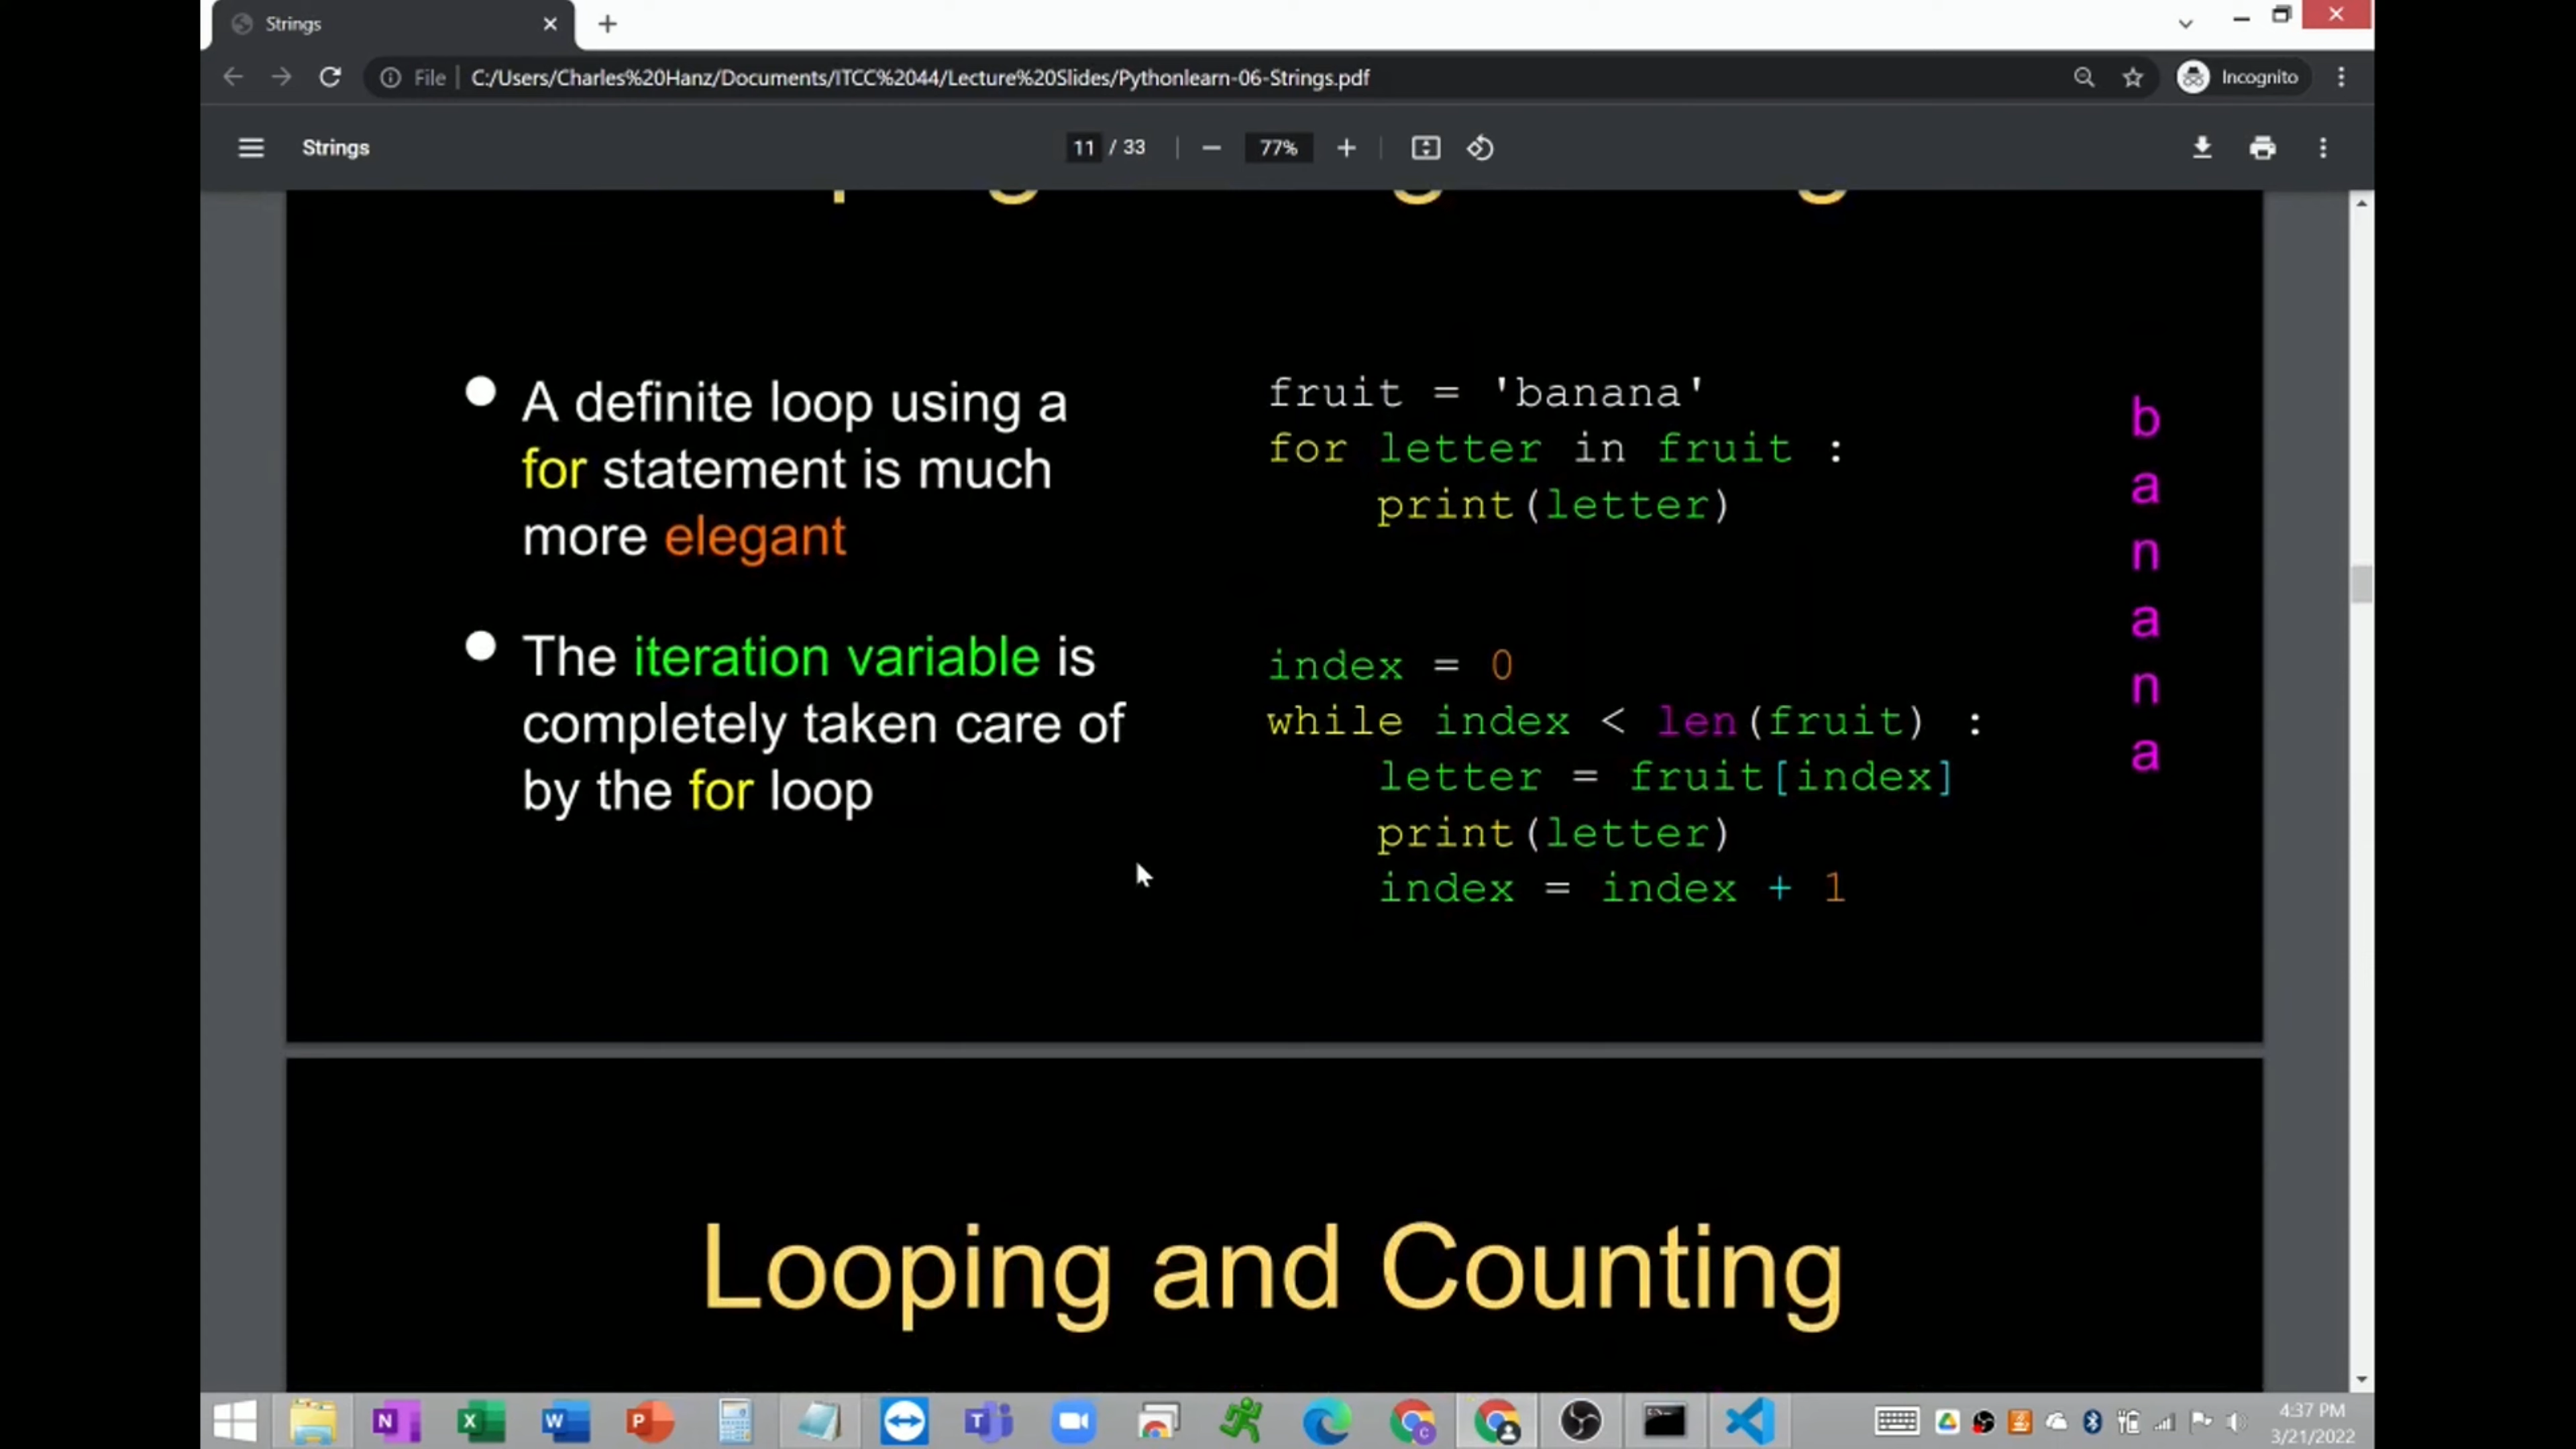 Strings
File C:/Users/Charles%20Hanz/Documents/ITCC%2044/Lecture%20Slides/Pythonlearn-06-Strings.pdf Incognito
Strings 11 / 33 77%
A definite loop using a
for statement is much
more elegant
The iteration variable is
completely taken care of
by the for loop
fruit = 'banana'
for letter in fruit :
print(letter)
index = 0
while index < len(fruit) :
letter = fruit[index]
print(letter)
index = index + 1
b
a
n
a
n
a
Looping and Counting
4:37 PM
3/21/2022